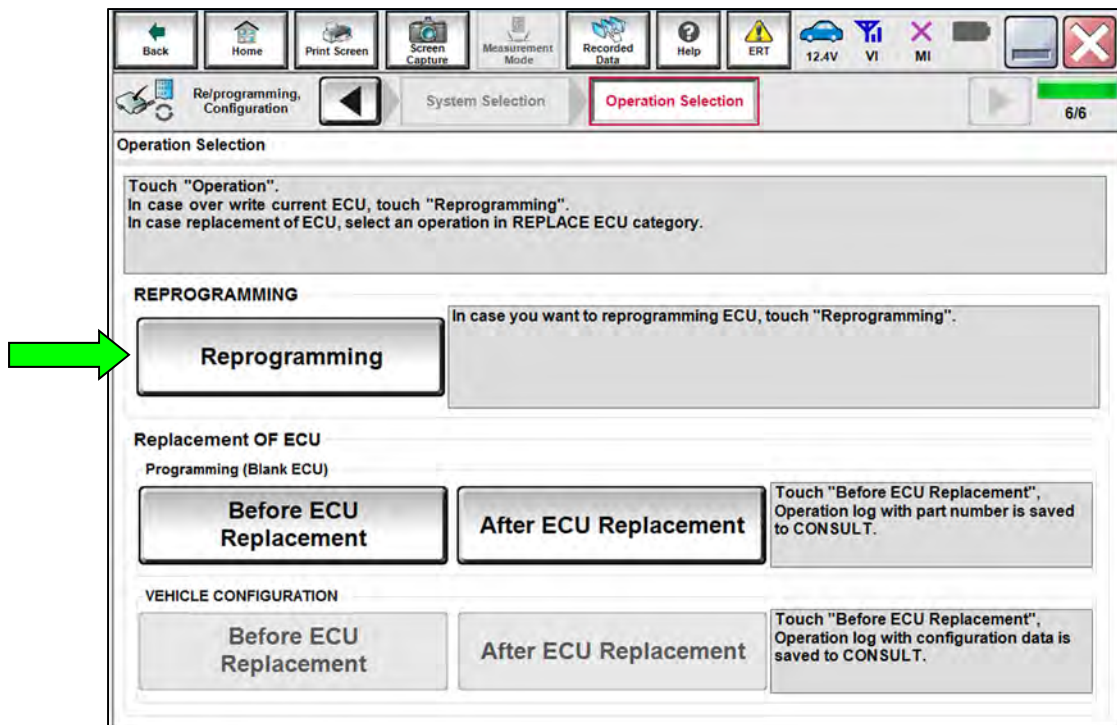 Back
Home
Print Screen
Screen
Capture
Measurement
Mode
Recorded
Data
Help
ERT
12.4V
VI
MI
Re/programming,
Configuration
System Selection
Operation Selection
6/6
Operation Selection
Touch "Operation".
In case over write current ECU, touch "Reprogramming".
In case replacement of ECU, select an operation in REPLACE ECU category.
REPROGRAMMING
Reprogramming
In case you want to reprogramming ECU, touch "Reprogramming".
Replacement OF ECU
Programming (Blank ECU)
Before ECU
Replacement
After ECU Replacement
Touch "Before ECU Replacement",
Operation log with part number is saved
to CONSULT.
VEHICLE CONFIGURATION
Before ECU
Replacement
After ECU Replacement
Touch "Before ECU Replacement",
Operation log with configuration data is
saved to CONSULT.